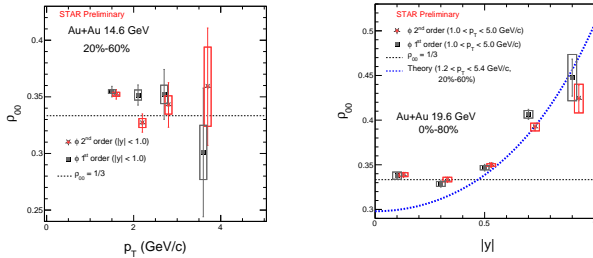 STAR Preliminary
Au+Au 14.6 GeV
20%-60%
0.4
0.35
0.3
0.25
ρ00
ϕ 2nd order (|y| < 1.0)
ϕ 1st order (|y| < 1.0)
ρ00 = 1/3
0 1 2 3 4 5
pT (GeV/c)
STAR Preliminary
ϕ 2nd order (1.0 < pT < 5.0 GeV/c)
ϕ 1st order (1.0 < pT < 5.0 GeV/c)
ρ00 = 1/3
Theory (1.2 < pT < 5.4 GeV/c,
20%-60%)
Au+Au 19.6 GeV
0%-80%
0.5
0.45
0.4
0.35
0.3
ρ00
0 0.5
|y|